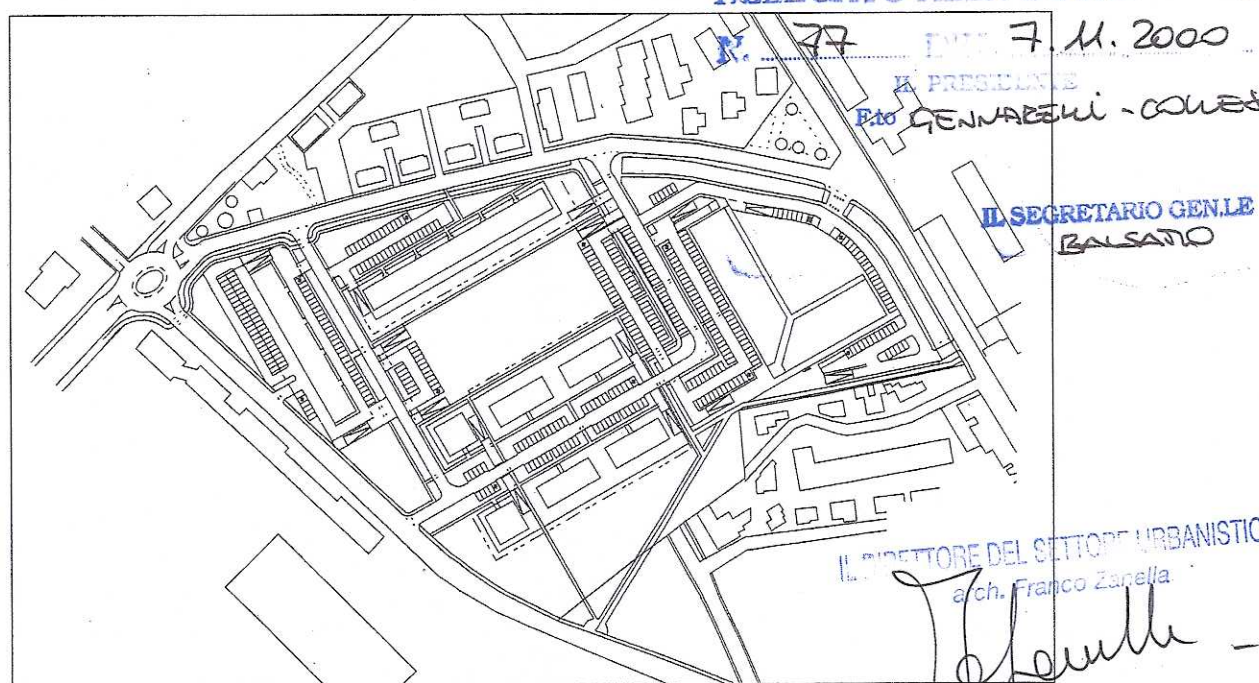 N. 77 7.11.2000
IL PRESIDENTE
F.to GENNARELLI - COLLES
IL SEGRETARIO GEN.LE
BALSAMO
IL DIRETTORE DEL SETTORE URBANISTIC
arch. Franco Zanella